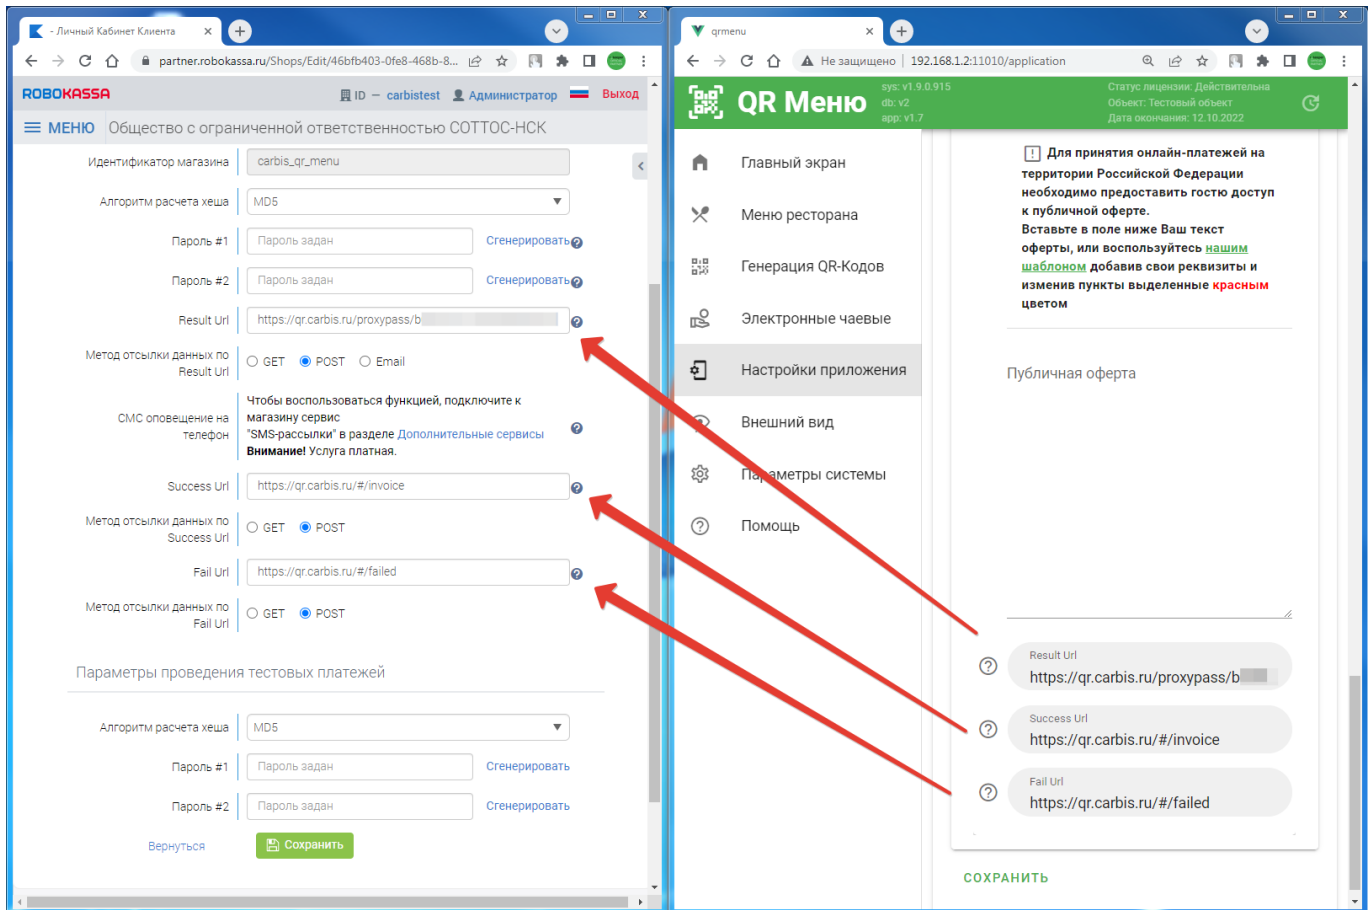 - Личный Кабинет Клиента
partner.robokassa.ru/Shops/Edit/46bfb403-0fe8-468b-8...
ROBOKASSA
ID — carbistest
Администратор
Выход
МЕНЮ
Общество с ограниченной ответственностью СОТТОС-НСК
Идентификатор магазина
carbis_qr_menu
Алгоритм расчета хеша
MD5
Пароль #1
Пароль задан
Сгенерировать
Пароль #2
Пароль задан
Сгенерировать
Result Url
https://qr.carbis.ru/proxypass/b
Метод отсылки данных по
Result Url
GET
POST
Email
СМС оповещение на
телефон
Чтобы воспользоваться функцией, подключите к
магазину сервис
"SMS-рассылки" в разделе Дополнительные сервисы
Внимание! Услуга платная.
Success Url
https://qr.carbis.ru/#/invoice
Метод отсылки данных по
Success Url
GET
POST
Fail Url
https://qr.carbis.ru/#/failed
Метод отсылки данных по
Fail Url
GET
POST
Параметры проведения тестовых платежей
Алгоритм расчета хеша
MD5
Пароль #1
Пароль задан
Сгенерировать
Пароль #2
Пароль задан
Сгенерировать
Вернуться
Сохранить
qrmenu
Не защищено
192.168.1.2:11010/application
QR Меню
sys: v1.9.0.915
db: v2
app: v1.7
Статус лицензии: Действительна
Объект: Тестовый объект
Дата окончания: 12.10.2022
Главный экран
Меню ресторана
Генерация QR-Кодов
Электронные чаевые
Настройки приложения
Внешний вид
Параметры системы
Помощь
Для принятия онлайн-платежей на
территории Российской Федерации
необходимо предоставить гостю доступ
к публичной оферте.
Вставьте в поле ниже Ваш текст
оферты, или воспользуйтесь нашим
шаблоном добавив свои реквизиты и
изменив пункты выделенные красным
цветом
Публичная оферта
Result Url
https://qr.carbis.ru/proxypass/b
Success Url
https://qr.carbis.ru/#/invoice
Fail Url
https://qr.carbis.ru/#/failed
СОХРАНИТЬ